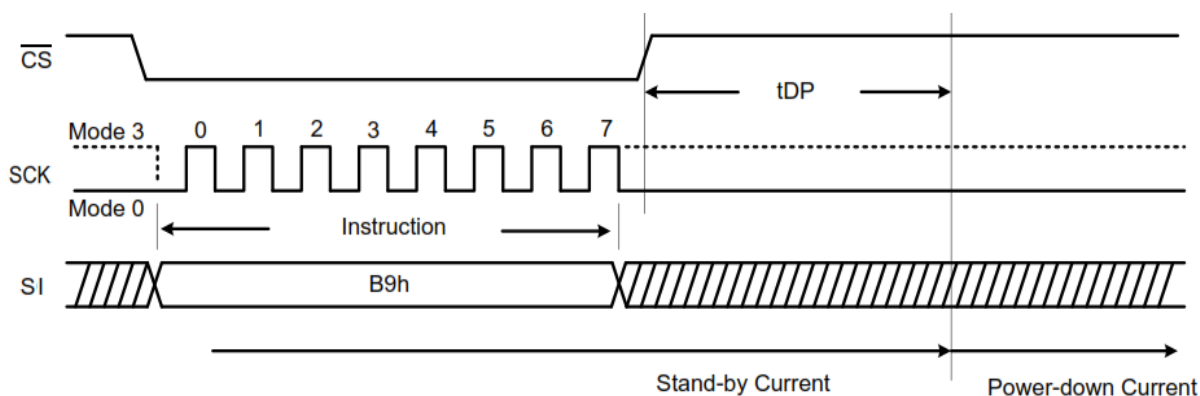 C̅S̅
tDP
Mode 3
0 1 2 3 4 5 6 7
SCK
Mode 0
Instruction
SI
B9h
Stand-by Current
Power-down Current